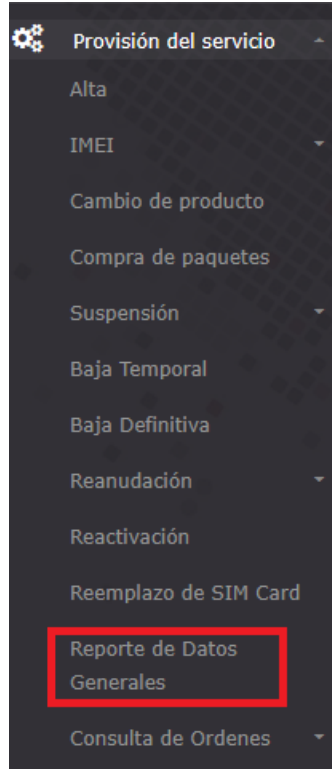 Provisión del servicio
Alta
IMEI
Cambio de producto
Compra de paquetes
Suspensión
Baja Temporal
Baja Definitiva
Reanudación
Reactivación
Reemplazo de SIM Card
Reporte de Datos
Generales
Consulta de Ordenes